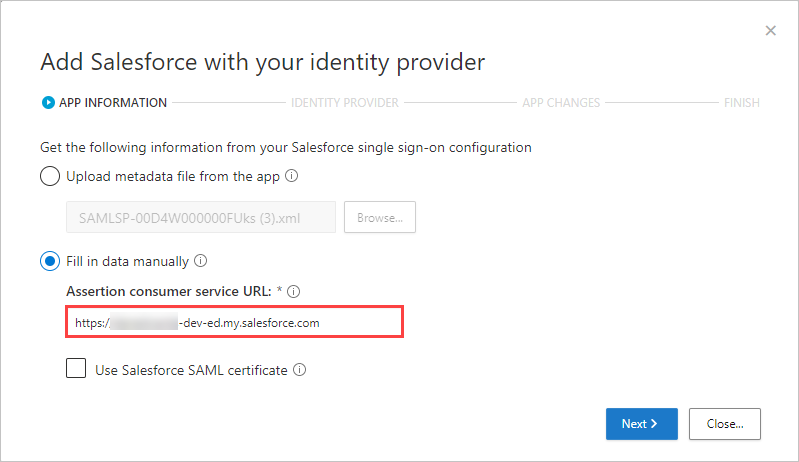 Add Salesforce with your identity provider
APP INFORMATION IDENTITY PROVIDER APP CHANGES FINISH
Get the following information from your Salesforce single sign-on configuration
Upload metadata file from the app
SAMLSP-00D4W000000FUks (3).xml Browse...
Fill in data manually
Assertion consumer service URL: *
https:/ -dev-ed.my.salesforce.com
Use Salesforce SAML certificate
Next Close...